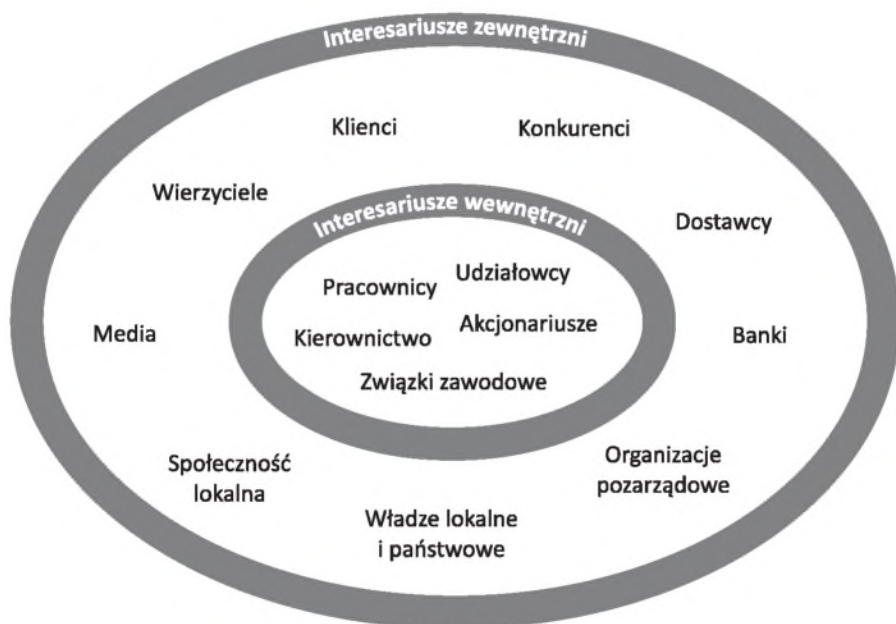 Interesariusze zewnętrzni
Klienci
Konkurenci
Wierzyciele
Dostawcy
Interesariusze wewnętrzni
Pracownicy
Udziałowcy
Kierownictwo
Akcjonariusze
Związki zawodowe
Media
Banki
Społeczność
lokalna
Władze lokalne
i państwowe
Organizacje
pozarządowe